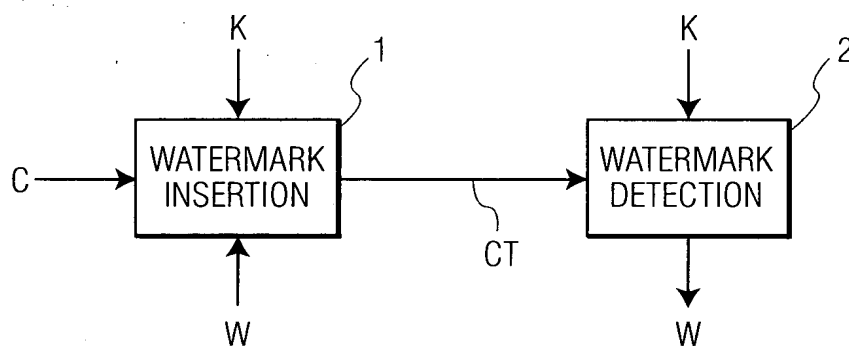 K
1
K
2
C
WATERMARK
INSERTION
WATERMARK
DETECTION
CT
W
W